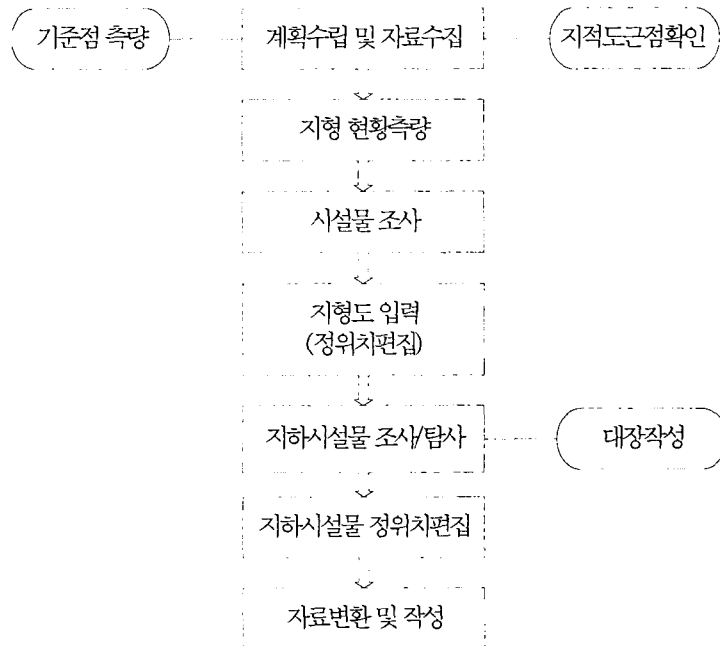 기준점 측량
계획수립 및 자료수집
지적도근점확인
지형 현황측량
시설물 조사
지형도 입력
(정위치편집)
지하시설물 조사/탐사
대장작성
지하시설물 정위치편집
자료변환 및 작성